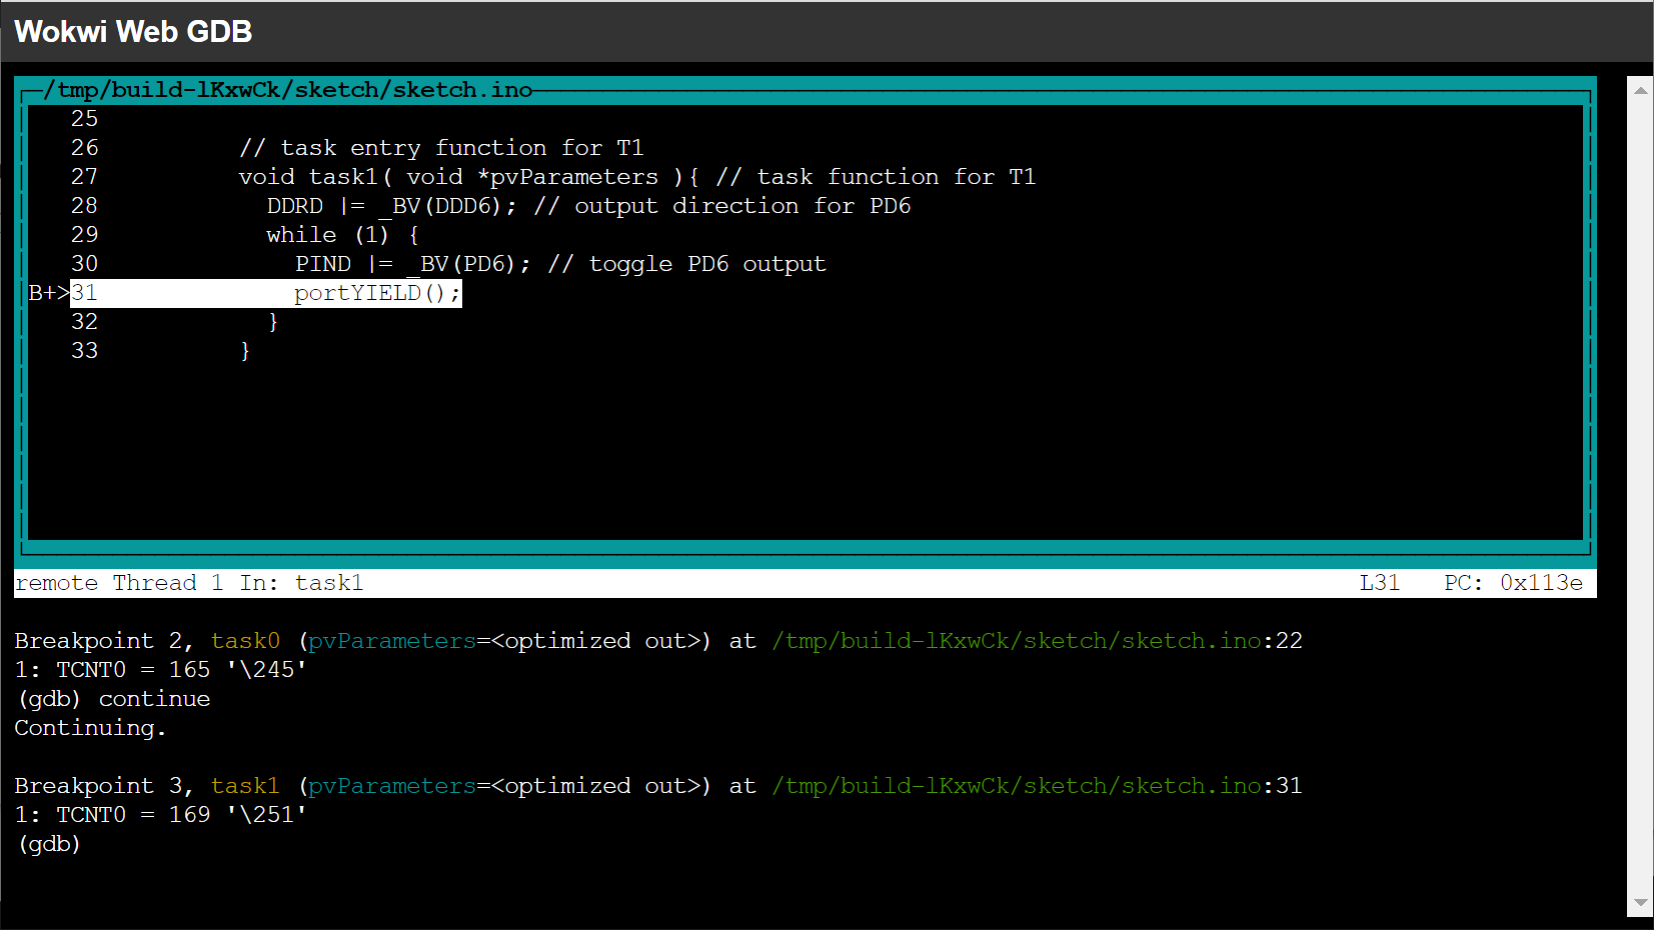 Wokwi Web GDB
/tmp/build-lKxwCk/sketch/sketch.ino
25
26 // task entry function for T1
27 void task1( void *pvParameters ){ // task function for T1
28 DDRD |= _BV(DDD6); // output direction for PD6
29 while (1) {
30 PIND |= _BV(PD6); // toggle PD6 output
B+>31 portYIELD();
32 }
33 }
remote Thread 1 In: task1 L31 PC: 0x113e
Breakpoint 2, task0 (pvParameters=<optimized out>) at /tmp/build-lKxwCk/sketch/sketch.ino:22
1: TCNT0 = 165 '\245'
(gdb) continue
Continuing.
Breakpoint 3, task1 (pvParameters=<optimized out>) at /tmp/build-lKxwCk/sketch/sketch.ino:31
1: TCNT0 = 169 '\251'
(gdb)